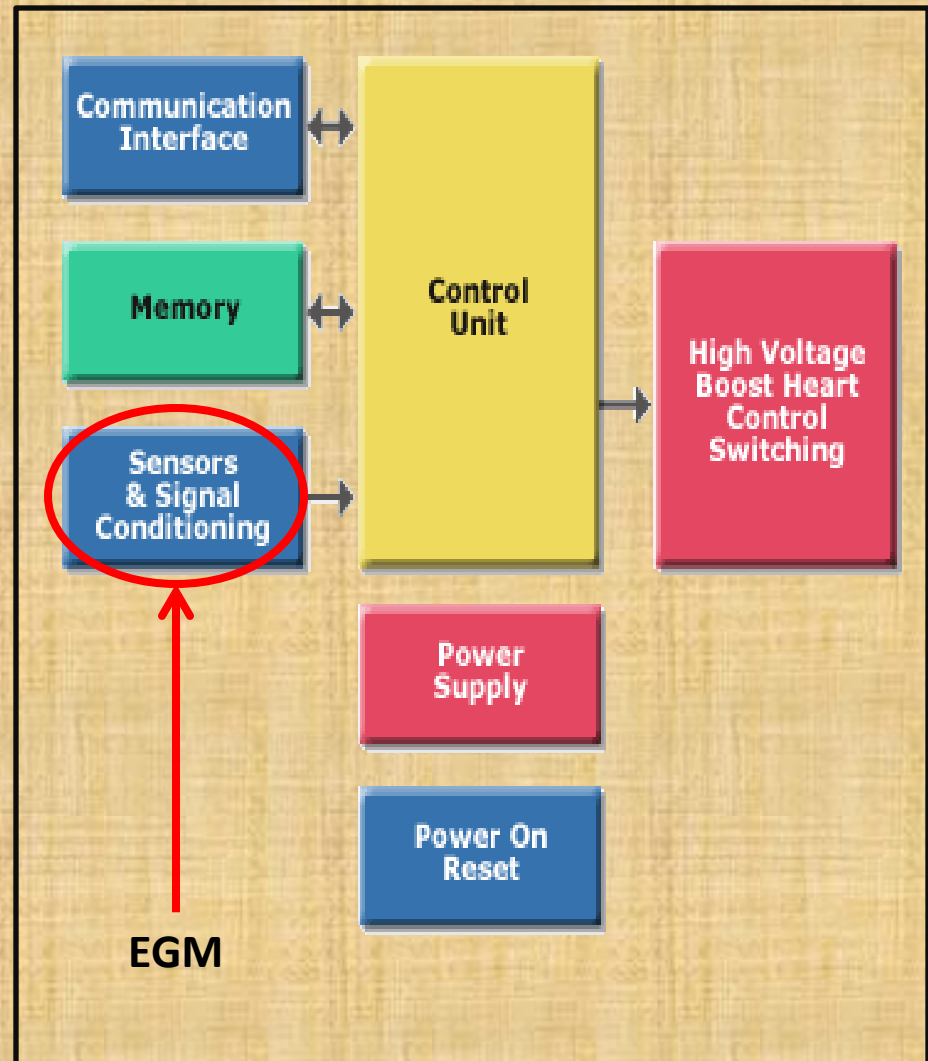 Communication
Interface
Memory
Sensors
& Signal
Conditioning
Control
Unit
High Voltage
Boost Heart
Control
Switching
Power
Supply
Power On
Reset
EGM